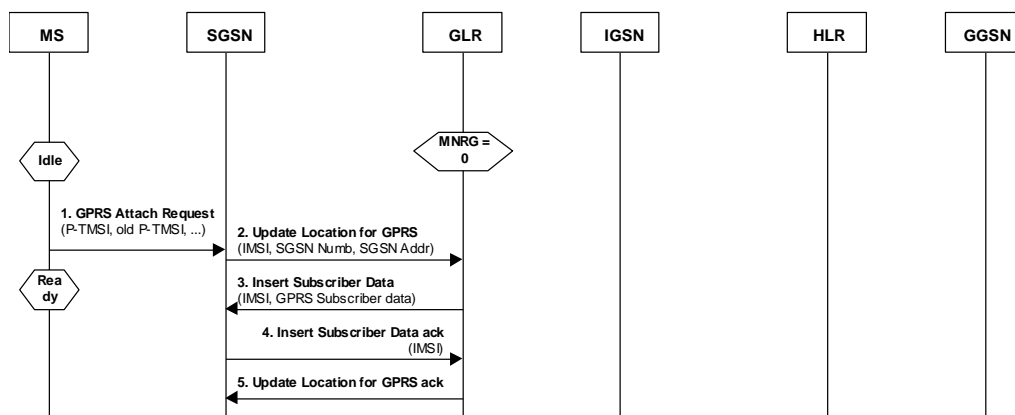 MS
SGSN
GLR
IGSN
HLR
GGSN
MNRG =
0
Idle
1. GPRS Attach Request
(P-TMSI, old P-TMSI, ...)
2. Update Location for GPRS
(IMSI, SGSN Numb, SGSN Addr)
Rea
dy
3. Insert Subscriber Data
(IMSI, GPRS Subscriber data)
4. Insert Subscriber Data ack
(IMSI)
5. Update Location for GPRS ack